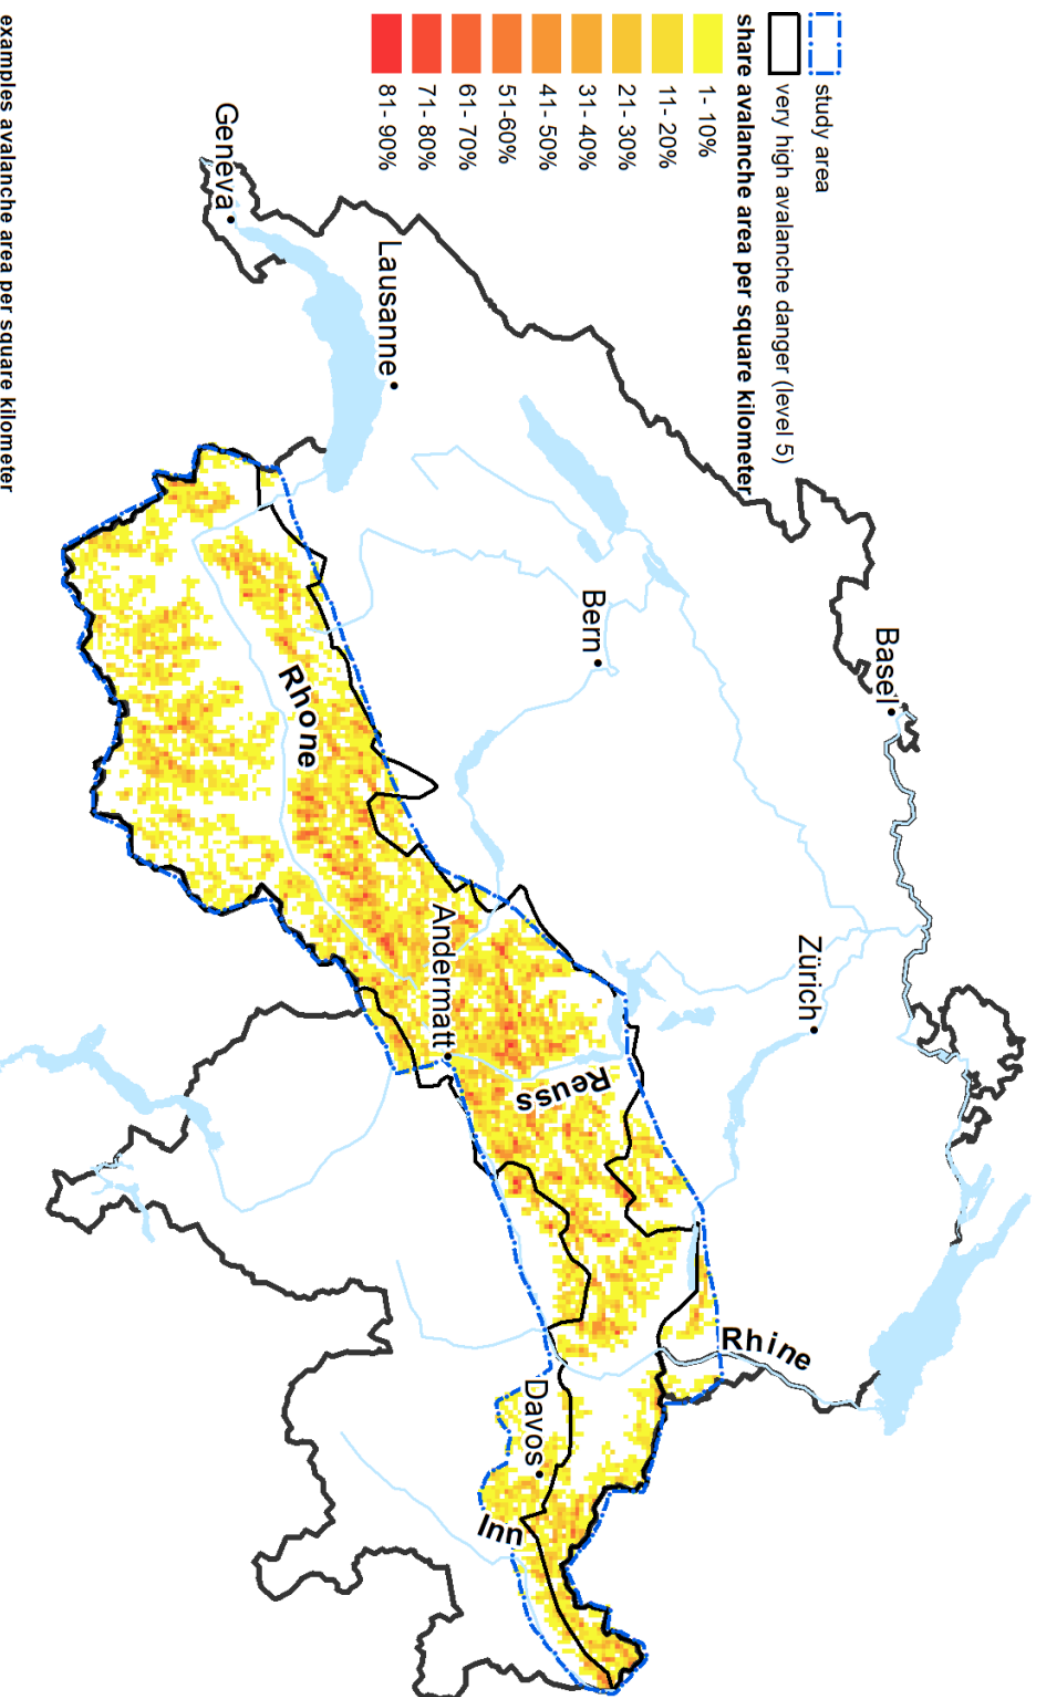 study area
very high avalanche danger (level 5)
share avalanche area per square kilometer
1- 10%
11- 20%
21- 30%
31- 40%
41- 50%
51-60%
61- 70%
71- 80%
81- 90%
Basel
Zürich
Rhine
Bern
Lausanne
Geneva
Reuss
Andermatt
Davos
Inn
Rhone
examples avalanche area per square kilometer